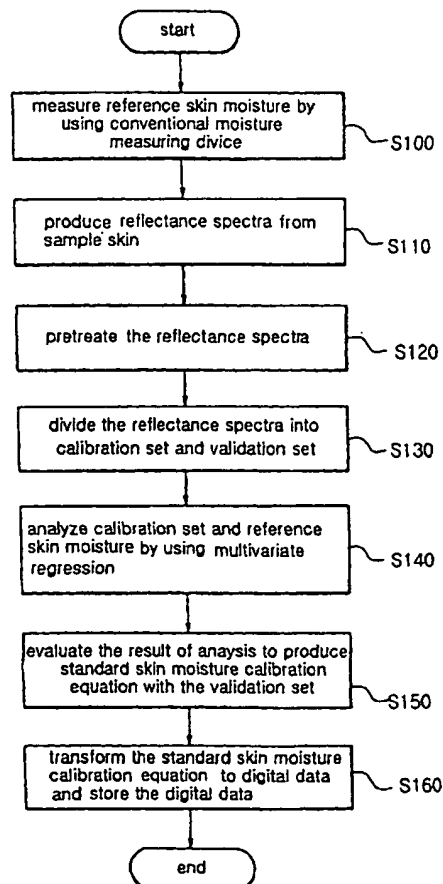 start
measure reference skin moisture by
using conventional moisture
measuring divice
S100
produce reflectance spectra from
sample skin
S110
pretreate the reflectance spectra
S120
divide the reflectance spectra into
calibration set and validation set
S130
analyze calibration set and reference
skin moisture by using multivariate
regression
S140
evaluate the result of anaysis to produce
standard skin moisture calibration
equation with the validation set
S150
transform the standard skin moisture
calibration equation to digital data
and store the digital data
S160
end